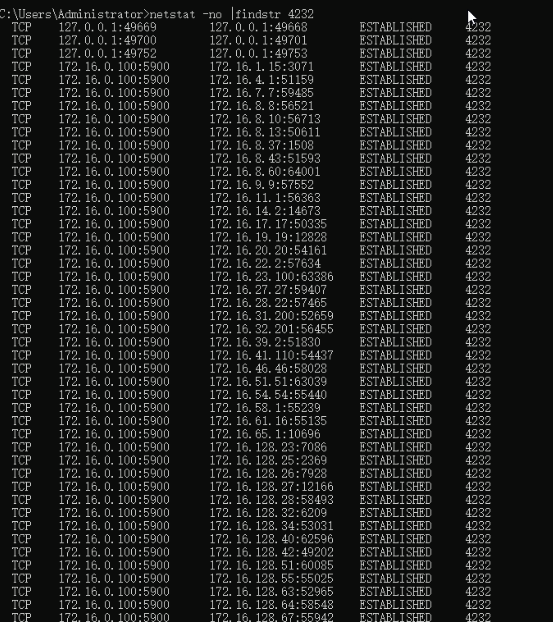 C:\Users\Administrator>netstat -no |findstr 4232
TCP 127.0.0.1:49669 127.0.0.1:49668 ESTABLISHED 4232
TCP 127.0.0.1:49700 127.0.0.1:49701 ESTABLISHED 4232
TCP 127.0.0.1:49752 127.0.0.1:49753 ESTABLISHED 4232
TCP 172.16.0.100:5900 172.16.1.15:3071 ESTABLISHED 4232
TCP 172.16.0.100:5900 172.16.4.1:51159 ESTABLISHED 4232
TCP 172.16.0.100:5900 172.16.7.7:59485 ESTABLISHED 4232
TCP 172.16.0.100:5900 172.16.8.8:56521 ESTABLISHED 4232
TCP 172.16.0.100:5900 172.16.8.10:56713 ESTABLISHED 4232
TCP 172.16.0.100:5900 172.16.8.13:50611 ESTABLISHED 4232
TCP 172.16.0.100:5900 172.16.8.37:1508 ESTABLISHED 4232
TCP 172.16.0.100:5900 172.16.8.43:51593 ESTABLISHED 4232
TCP 172.16.0.100:5900 172.16.8.60:64001 ESTABLISHED 4232
TCP 172.16.0.100:5900 172.16.9.9:57552 ESTABLISHED 4232
TCP 172.16.0.100:5900 172.16.11.1:56363 ESTABLISHED 4232
TCP 172.16.0.100:5900 172.16.14.2:14673 ESTABLISHED 4232
TCP 172.16.0.100:5900 172.16.17.17:50335 ESTABLISHED 4232
TCP 172.16.0.100:5900 172.16.19.19:12828 ESTABLISHED 4232
TCP 172.16.0.100:5900 172.16.20.20:54161 ESTABLISHED 4232
TCP 172.16.0.100:5900 172.16.22.2:57634 ESTABLISHED 4232
TCP 172.16.0.100:5900 172.16.23.100:63386 ESTABLISHED 4232
TCP 172.16.0.100:5900 172.16.27.27:59407 ESTABLISHED 4232
TCP 172.16.0.100:5900 172.16.28.22:57465 ESTABLISHED 4232
TCP 172.16.0.100:5900 172.16.31.200:52659 ESTABLISHED 4232
TCP 172.16.0.100:5900 172.16.32.201:56455 ESTABLISHED 4232
TCP 172.16.0.100:5900 172.16.39.2:51830 ESTABLISHED 4232
TCP 172.16.0.100:5900 172.16.41.110:54437 ESTABLISHED 4232
TCP 172.16.0.100:5900 172.16.46.46:58028 ESTABLISHED 4232
TCP 172.16.0.100:5900 172.16.51.51:63039 ESTABLISHED 4232
TCP 172.16.0.100:5900 172.16.54.54:55440 ESTABLISHED 4232
TCP 172.16.0.100:5900 172.16.58.1:55239 ESTABLISHED 4232
TCP 172.16.0.100:5900 172.16.61.16:55135 ESTABLISHED 4232
TCP 172.16.0.100:5900 172.16.65.1:10696 ESTABLISHED 4232
TCP 172.16.0.100:5900 172.16.128.23:7086 ESTABLISHED 4232
TCP 172.16.0.100:5900 172.16.128.25:2369 ESTABLISHED 4232
TCP 172.16.0.100:5900 172.16.128.26:7928 ESTABLISHED 4232
TCP 172.16.0.100:5900 172.16.128.27:12166 ESTABLISHED 4232
TCP 172.16.0.100:5900 172.16.128.28:58493 ESTABLISHED 4232
TCP 172.16.0.100:5900 172.16.128.32:6209 ESTABLISHED 4232
TCP 172.16.0.100:5900 172.16.128.34:53031 ESTABLISHED 4232
TCP 172.16.0.100:5900 172.16.128.40:62596 ESTABLISHED 4232
TCP 172.16.0.100:5900 172.16.128.42:49202 ESTABLISHED 4232
TCP 172.16.0.100:5900 172.16.128.51:60085 ESTABLISHED 4232
TCP 172.16.0.100:5900 172.16.128.55:55025 ESTABLISHED 4232
TCP 172.16.0.100:5900 172.16.128.63:52965 ESTABLISHED 4232
TCP 172.16.0.100:5900 172.16.128.64:58548 ESTABLISHED 4232
TCP 172.16.0.100:5900 172.16.128.67:55942 ESTABLISHED 4232